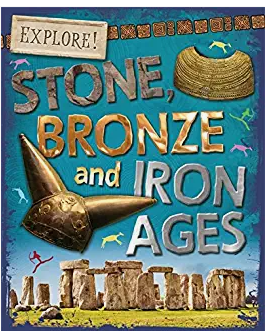 EXPLORE!
STONE,
BRONZE
and IRON
AGES